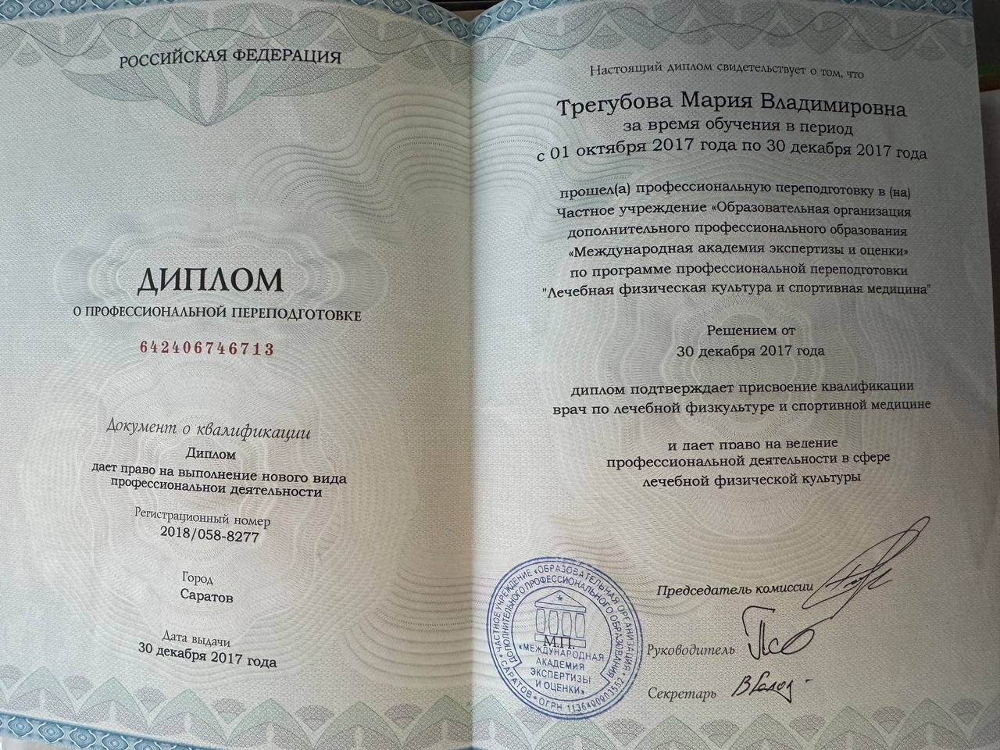 РОССИЙСКАЯ ФЕДЕРАЦИЯ
ДИПЛОМ
О ПРОФЕССИОНАЛЬНОЙ ПЕРЕПОДГОТОВКЕ
642406746713
Документ о квалификации
Диплом
дает право на выполнение нового вида
профессиональной деятельности
Регистрационный номер
2018/058-8277
Город
Саратов
Дата выдачи
30 декабря 2017 года
Настоящий диплом свидетельствует о том, что
Трегубова Мария Владимировна
за время обучения в период
с 01 октября 2017 года по 30 декабря 2017 года
прошел(а) профессиональную переподготовку в (на)
Частное учреждение «Образовательная организация
дополнительного профессионального образования
«Международная академия экспертизы и оценки»
по программе профессиональной переподготовки
"Лечебная физическая культура и спортивная медицина"
Решением от
30 декабря 2017 года
диплом подтверждает присвоение квалификации
врач по лечебной физкультуре и спортивной медицине
и дает право на ведение
профессиональной деятельности в сфере
лечебной физической культуры
Председатель комиссии
Руководитель
Секретарь
М.П.
ЧАСТНОЕ УЧРЕЖДЕНИЕ «ОБРАЗОВАТЕЛЬНАЯ ОРГАНИЗАЦИЯ
ДОПОЛНИТЕЛЬНОГО ПРОФЕССИОНАЛЬНОГО ОБРАЗОВАНИЯ
«МЕЖДУНАРОДНАЯ
АКАДЕМИЯ
ЭКСПЕРТИЗЫ
И ОЦЕНКИ»
САРАТОВ * ОГРН 1136400003552